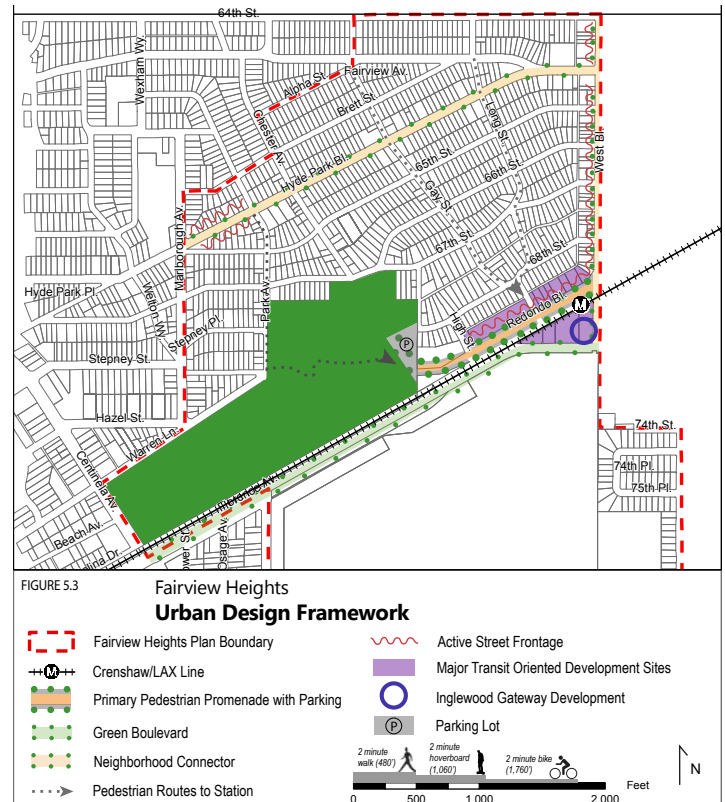 64th St.
Wexham Wy.
Fairview Av.
Alpha St.
Brett St.
Chester Av.
Long St.
West Bl.
Hyde Park Bl.
65th St.
66th St.
Gay St.
Marlborough Av.
67th St.
68th St.
Hyde Park Pl.
Welton Wy.
Park Av.
Redondo Bl.
M
Stepney Pl.
High St.
P
Stepney St.
Hazel St.
Warren Ln.
74th St.
Centinela Av.
74th Pl.
75th Pl.
Beach Av.
Osage Av.
FIGURE 5.3
Fairview Heights
Urban Design Framework
Fairview Heights Plan Boundary
M Crenshaw/LAX Line
Primary Pedestrian Promenade with Parking
Green Boulevard
Neighborhood Connector
Pedestrian Routes to Station
Active Street Frontage
Major Transit Oriented Development Sites
Inglewood Gateway Development
P Parking Lot
2 minute
walk (480')
2 minute
hoverboard
(1,060')
2 minute bike
(1,760')
Feet
0 500 1,000 2,000
N